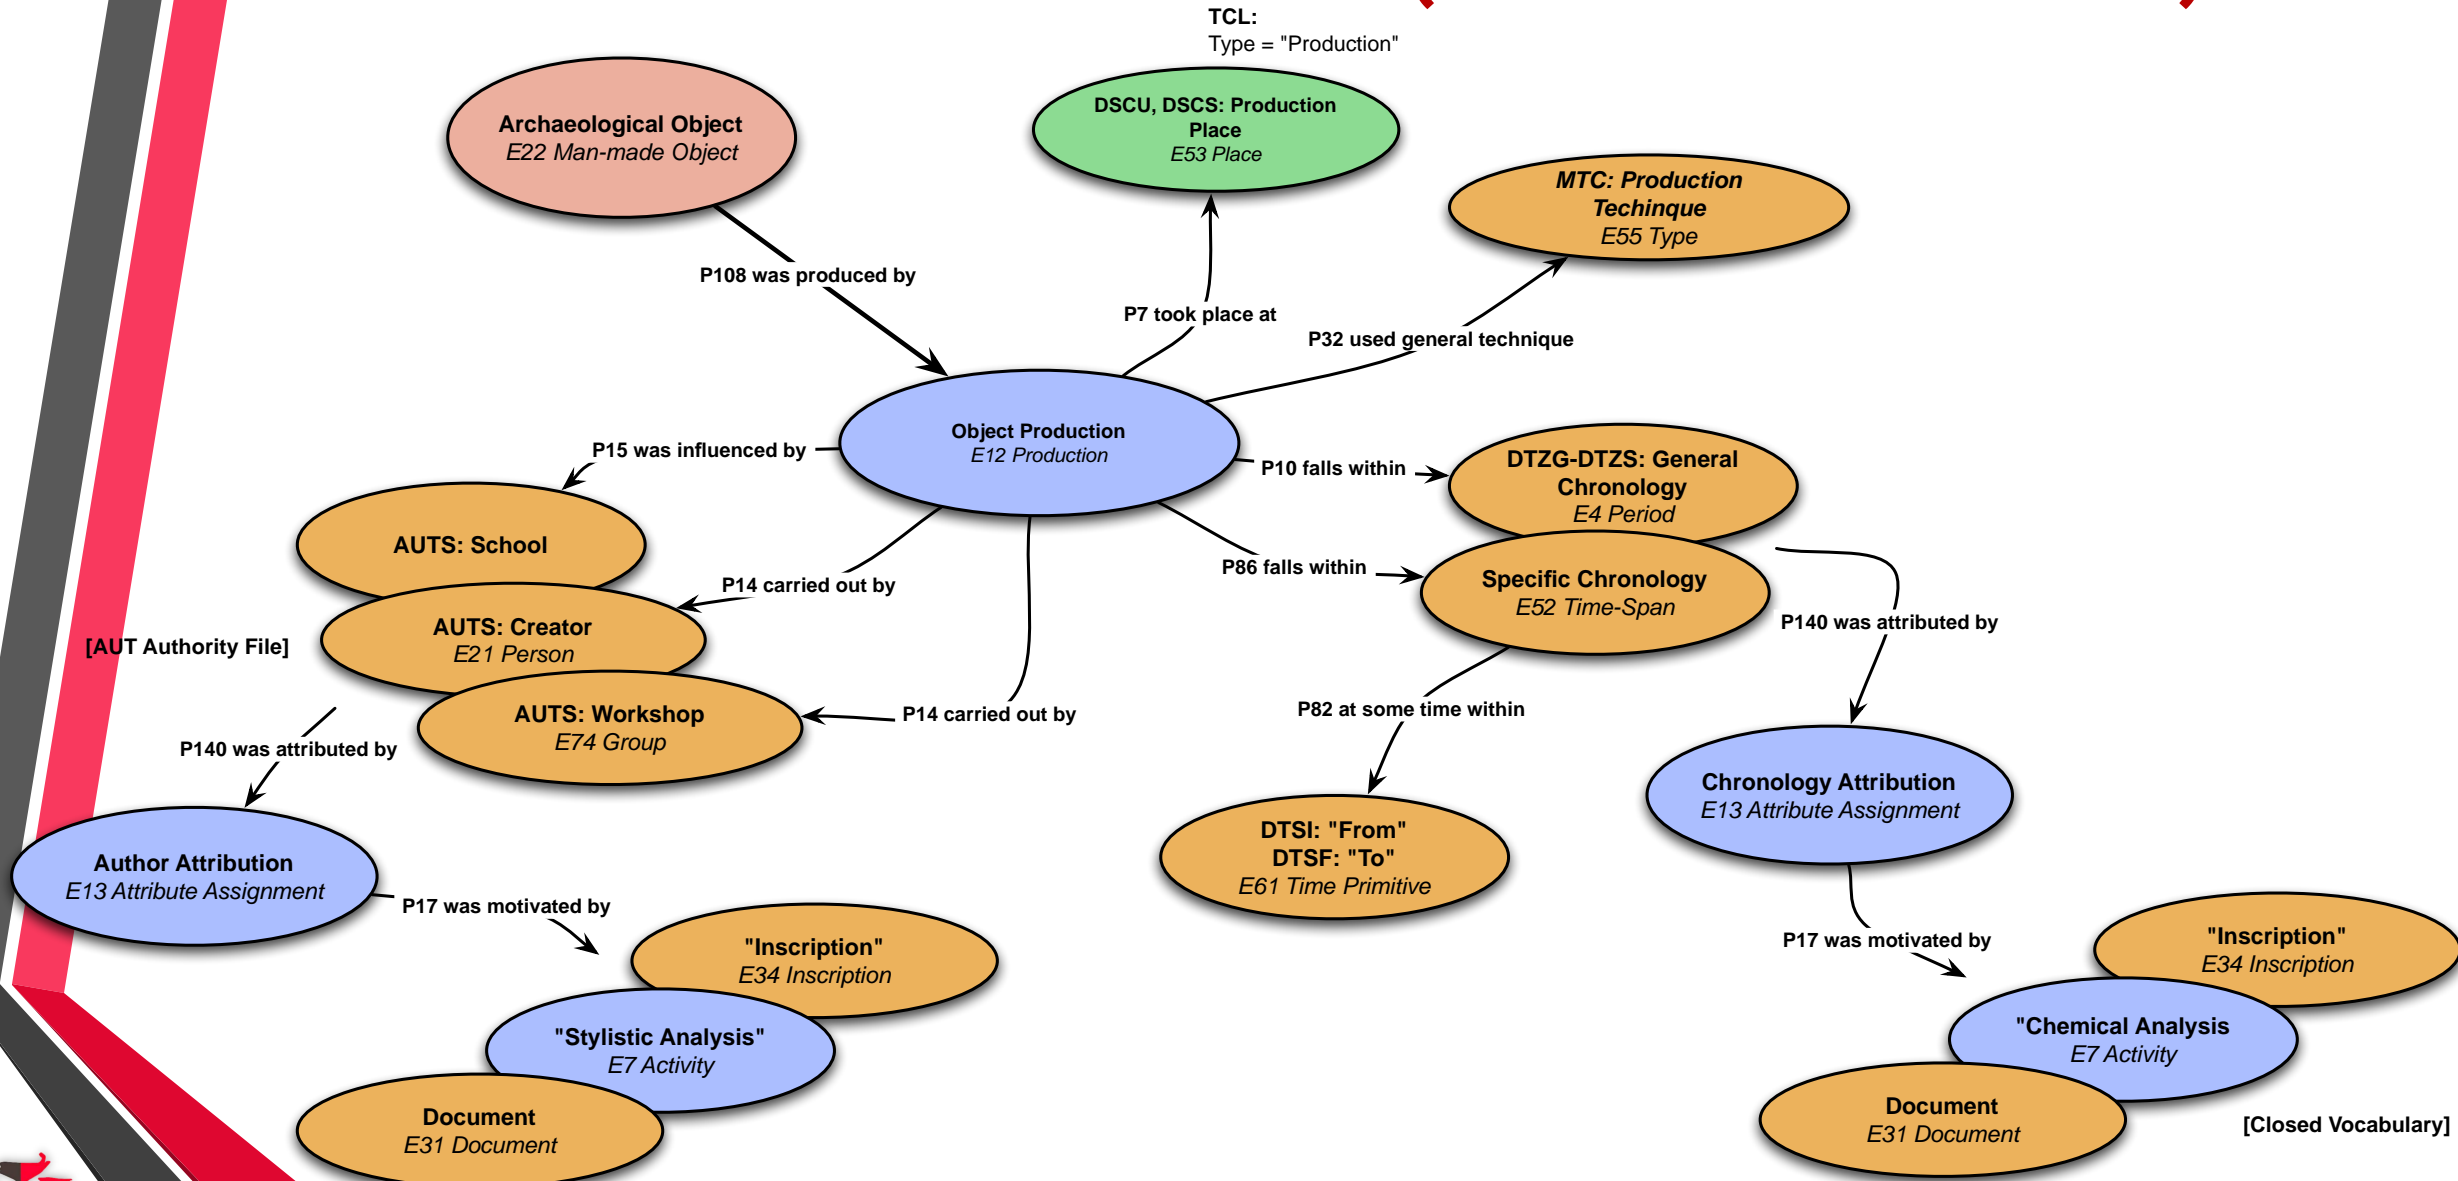 TCL:
Type = "Production"
Archaeological Object
E22 Man-made Object
DSCU, DSCS: Production
Place
E53 Place
MTC: Production
Techinque
E55 Type
P108 was produced by
P7 took place at
P32 used general technique
Object Production
E12 Production
P15 was influenced by
P10 falls within
DTZG-DTZS: General
Chronology
E4 Period
AUTS: School
P14 carried out by
P86 falls within
Specific Chronology
E52 Time-Span
AUTS: Creator
E21 Person
[AUT Authority File]
P140 was attributed by
AUTS: Workshop
E74 Group
P14 carried out by
P82 at some time within
P140 was attributed by
Chronology Attribution
E13 Attribute Assignment
DTSI: "From"
DTSF: "To"
E61 Time Primitive
Author Attribution
E13 Attribute Assignment
P17 was motivated by
"Inscription"
E34 Inscription
P17 was motivated by
"Inscription"
E34 Inscription
"Stylistic Analysis"
E7 Activity
"Chemical Analysis
E7 Activity
Document
E31 Document
Document
E31 Document
[Closed Vocabulary]